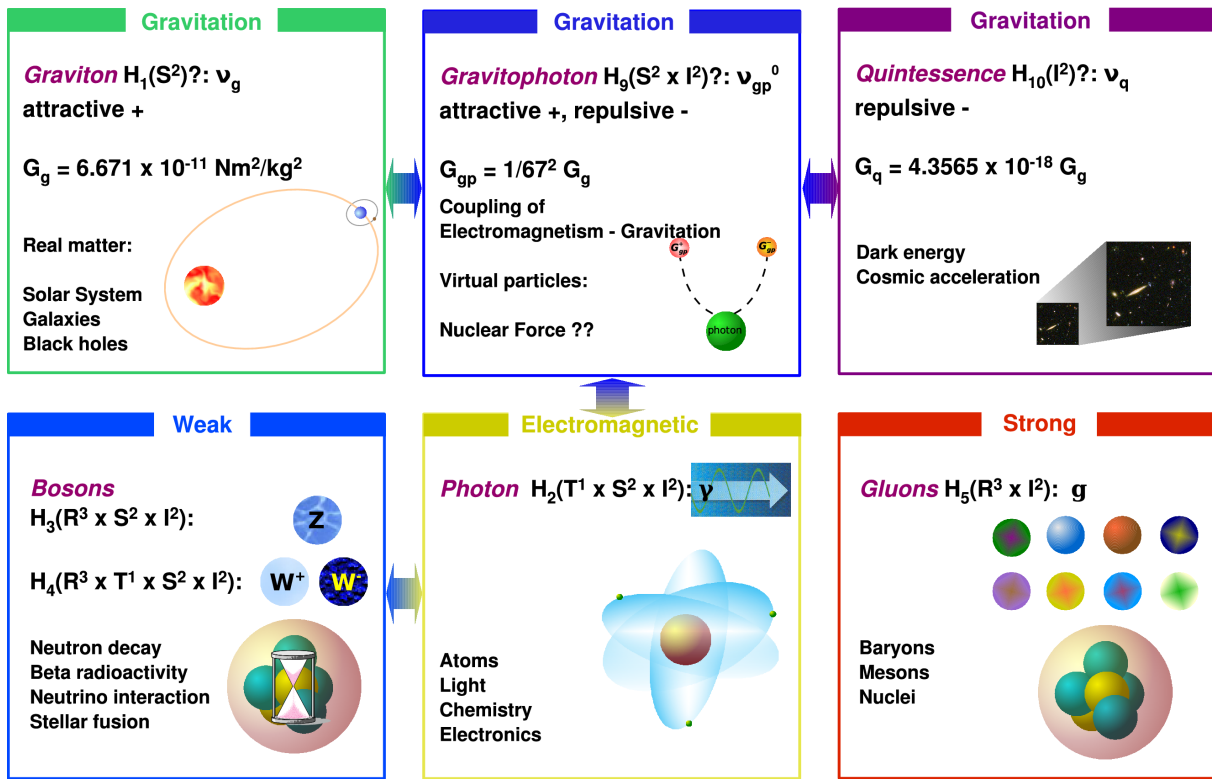 Gravitation
Graviton H₁(S²)?: νg
attractive +
Gg = 6.671 x 10⁻¹¹ Nm²/kg²
Real matter:
Solar System
Galaxies
Black holes
Gravitation
Gravitophoton H₉(S² x I²)?: νgp⁰
attractive +, repulsive -
Ggp = 1/67² Gg
Coupling of
Electromagnetism - Gravitation
G⁺gp G⁻gp
Virtual particles:
Nuclear Force ??
photon
Gravitation
Quintessence H₁₀(I²)?: νq
repulsive -
Gq = 4.3565 x 10⁻¹⁸ Gg
Dark energy
Cosmic acceleration
Weak
Bosons
H₃(R³ x S² x I²):
Z
H₄(R³ x T¹ x S² x I²):
W⁺ W⁻
Neutron decay
Beta radioactivity
Neutrino interaction
Stellar fusion
Electromagnetic
Photon H₂(T¹ x S² x I²): γ
Atoms
Light
Chemistry
Electronics
Strong
Gluons H₅(R³ x I²): g
Baryons
Mesons
Nuclei